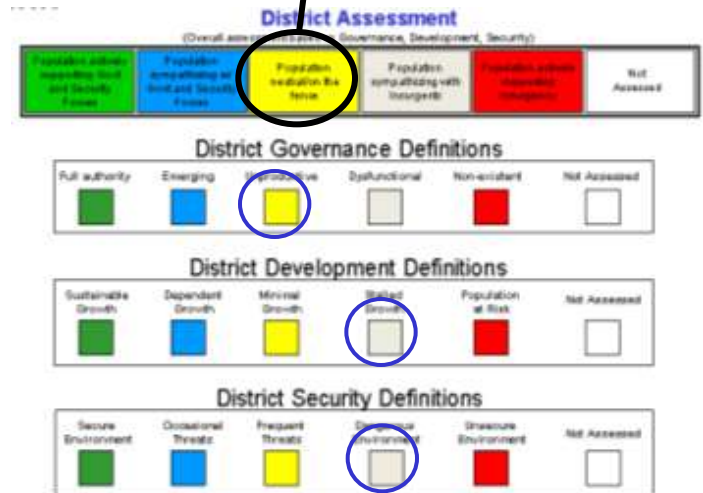 District Assessment
(Overall assessment based on Governance, Development, Security)
Population actively supporting Govt and Security Forces
Population sympathizing w/ Govt and Security Forces
Population neutral/on the fence
Population sympathizing with Insurgents
Population actively supporting insurgency
Not Assessed
District Governance Definitions
Full authority Emerging Unproductive Dysfunctional Non-existent Not Assessed
District Development Definitions
Sustainable Growth
Dependent Growth
Minimal Growth
Stalled Growth
Population at Risk
Not Assessed
District Security Definitions
Secure Environment
Occasional Threats
Frequent Threats
Dangerous Environment
Unsecure Environment
Not Assessed